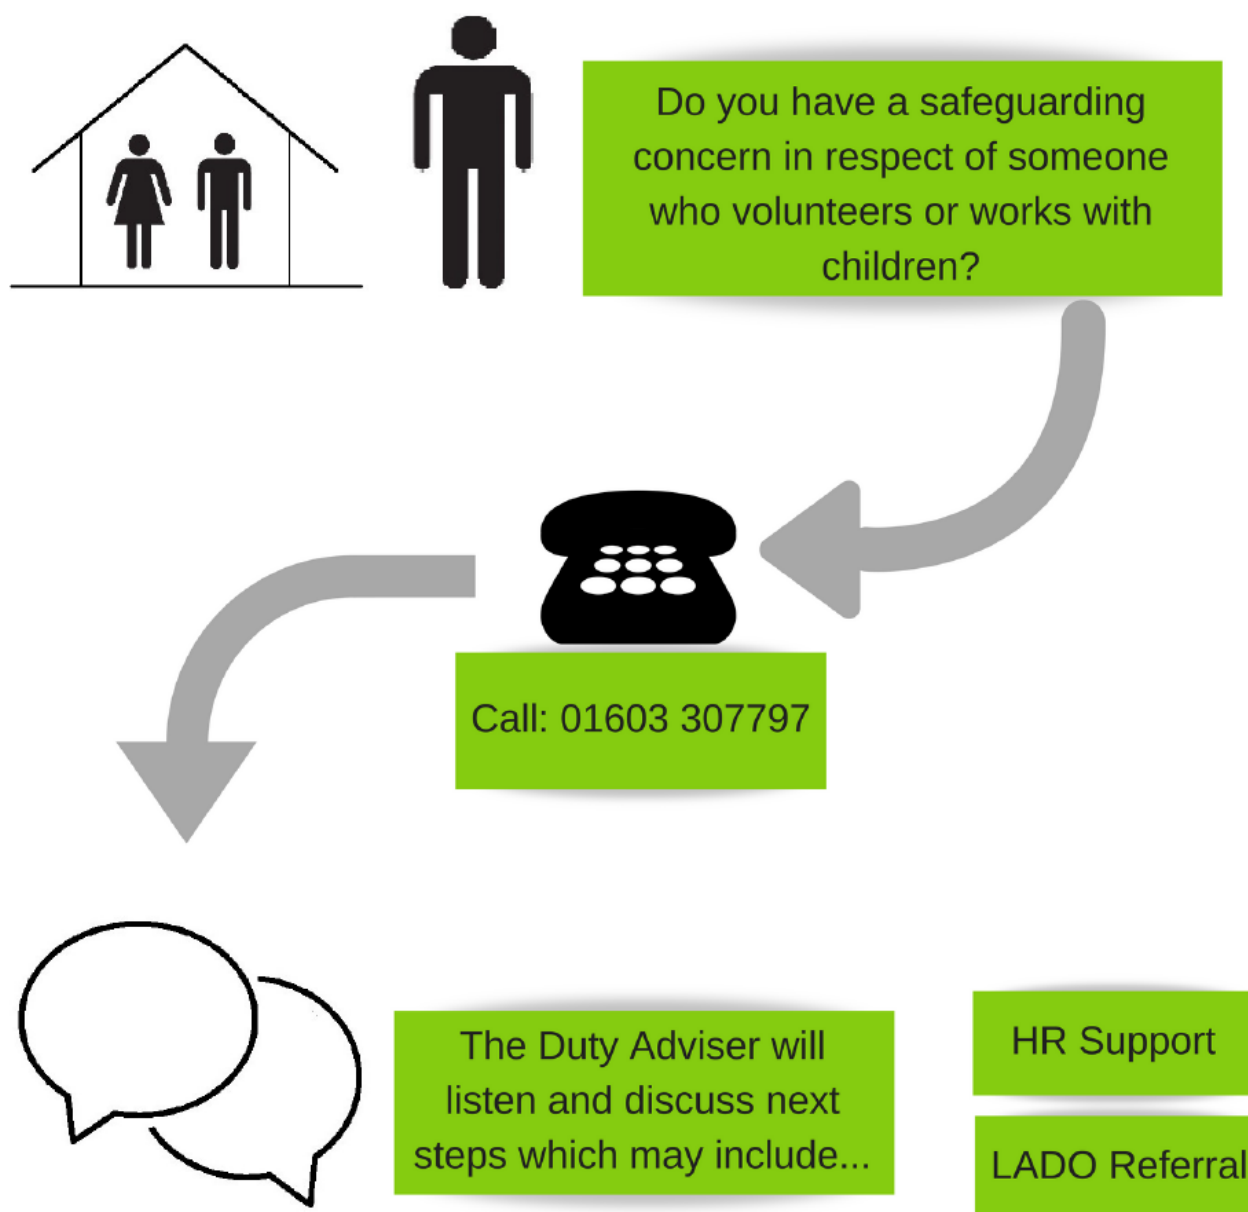 Do you have a safeguarding
concern in respect of someone
who volunteers or works with
children?
Call: 01603 307797
The Duty Adviser will
listen and discuss next
steps which may include...
HR Support
LADO Referral